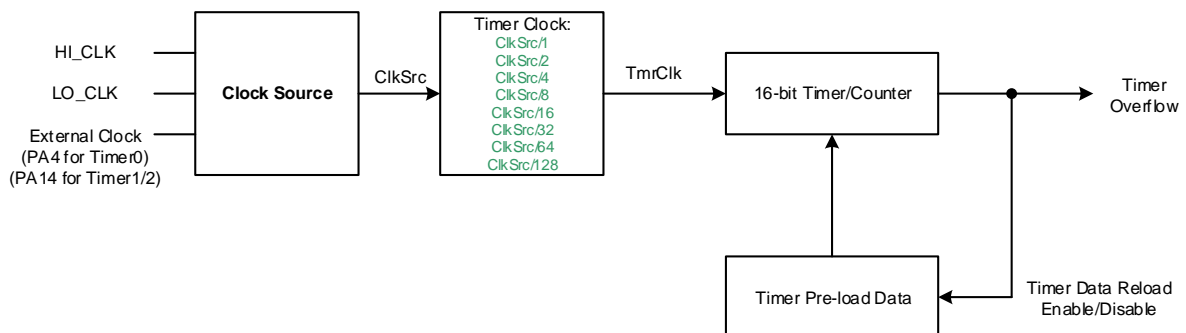 HI_CLK
LO_CLK
External Clock
(PA4 for Timer0)
(PA14 for Timer1/2)
Clock Source
ClkSrc
Timer Clock:
ClkSrc/1
ClkSrc/2
ClkSrc/4
ClkSrc/8
ClkSrc/16
ClkSrc/32
ClkSrc/64
ClkSrc/128
TmrClk
16-bit Timer/Counter
Timer
Overflow
Timer Pre-load Data
Timer Data Reload
Enable/Disable